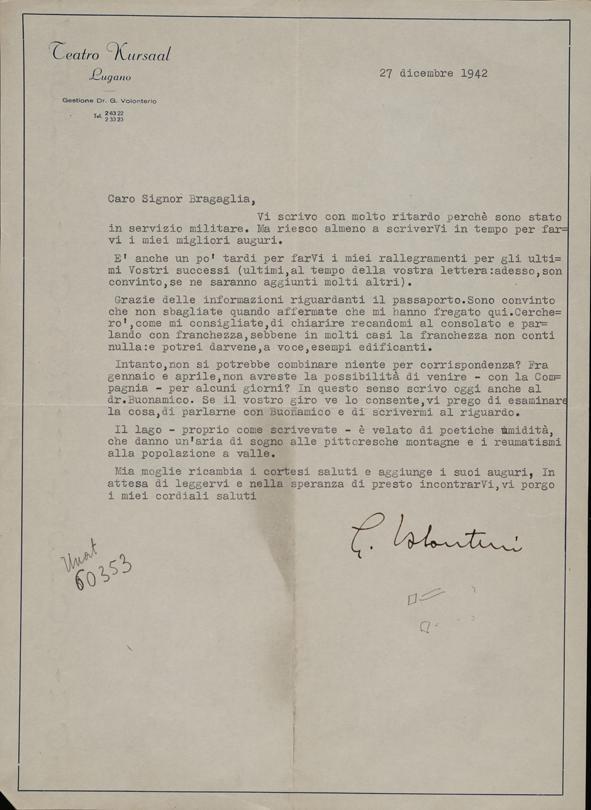 Teatro Kursaal
Lugano
Gestione Dr. G. Volonterio
Tel. 2 63 22
2 33 23
27 dicembre 1942
Caro Signor Bragaglia,
Vi scrivo con molto ritardo perchè sono stato
in servizio militare. Ma riesco almeno a scriverVi in tempo per far=
vi i miei migliori auguri.
E' anche un po' tardi per farVi i miei rallegramenti per gli ulti=
mi Vostri successi (ultimi,al tempo della vostra lettera:adesso,son
convinto,se ne saranno aggiunti molti altri).
Grazie delle informazioni riguardanti il passaporto.Sono convinto
che non sbagliate quando affermate che mi hanno fregato qui.Cerche=
ro',come mi consigliate,di chiarire recandomi al consolato e par=
lando con franchezza,sebbene in molti casi la franchezza non conti
nulla:e potrei darvene,a voce,esempi edificanti.
Intanto,non si potrebbe combinare niente per corrispondenza? Fra
gennaio e aprile,non avreste la possibilità di venire - con la Com=
pagnia - per alcuni giorni? In questo senso scrivo oggi anche al
dr.Buonamico. Se il vostro giro ve lo consente,vi prego di esaminare
la cosa,di parlarne con Buonamico e di scrivermi al riguardo.
Il lago - proprio come scrivevate - è velato di poetiche umidità,
che danno un'aria di sogno alle pittoresche montagne e i reumatismi
alla popolazione a valle.
Mia moglie ricambia i cortesi saluti e aggiunge i suoi auguri, In
attesa di leggervi e nella speranza di presto incontrarVi,vi porgo
i miei cordiali saluti
G. Volonterio
60353